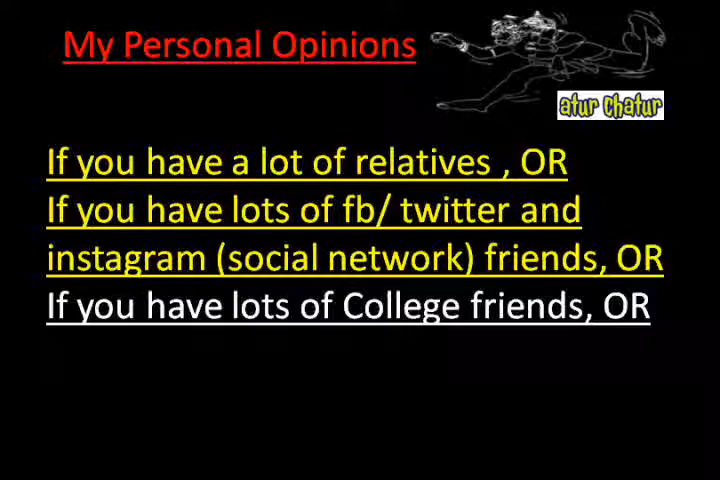 My Personal Opinions
atur chatur
If you have a lot of relatives , OR
If you have lots of fb/ twitter and
instagram (social network) friends, OR
If you have lots of College friends, OR